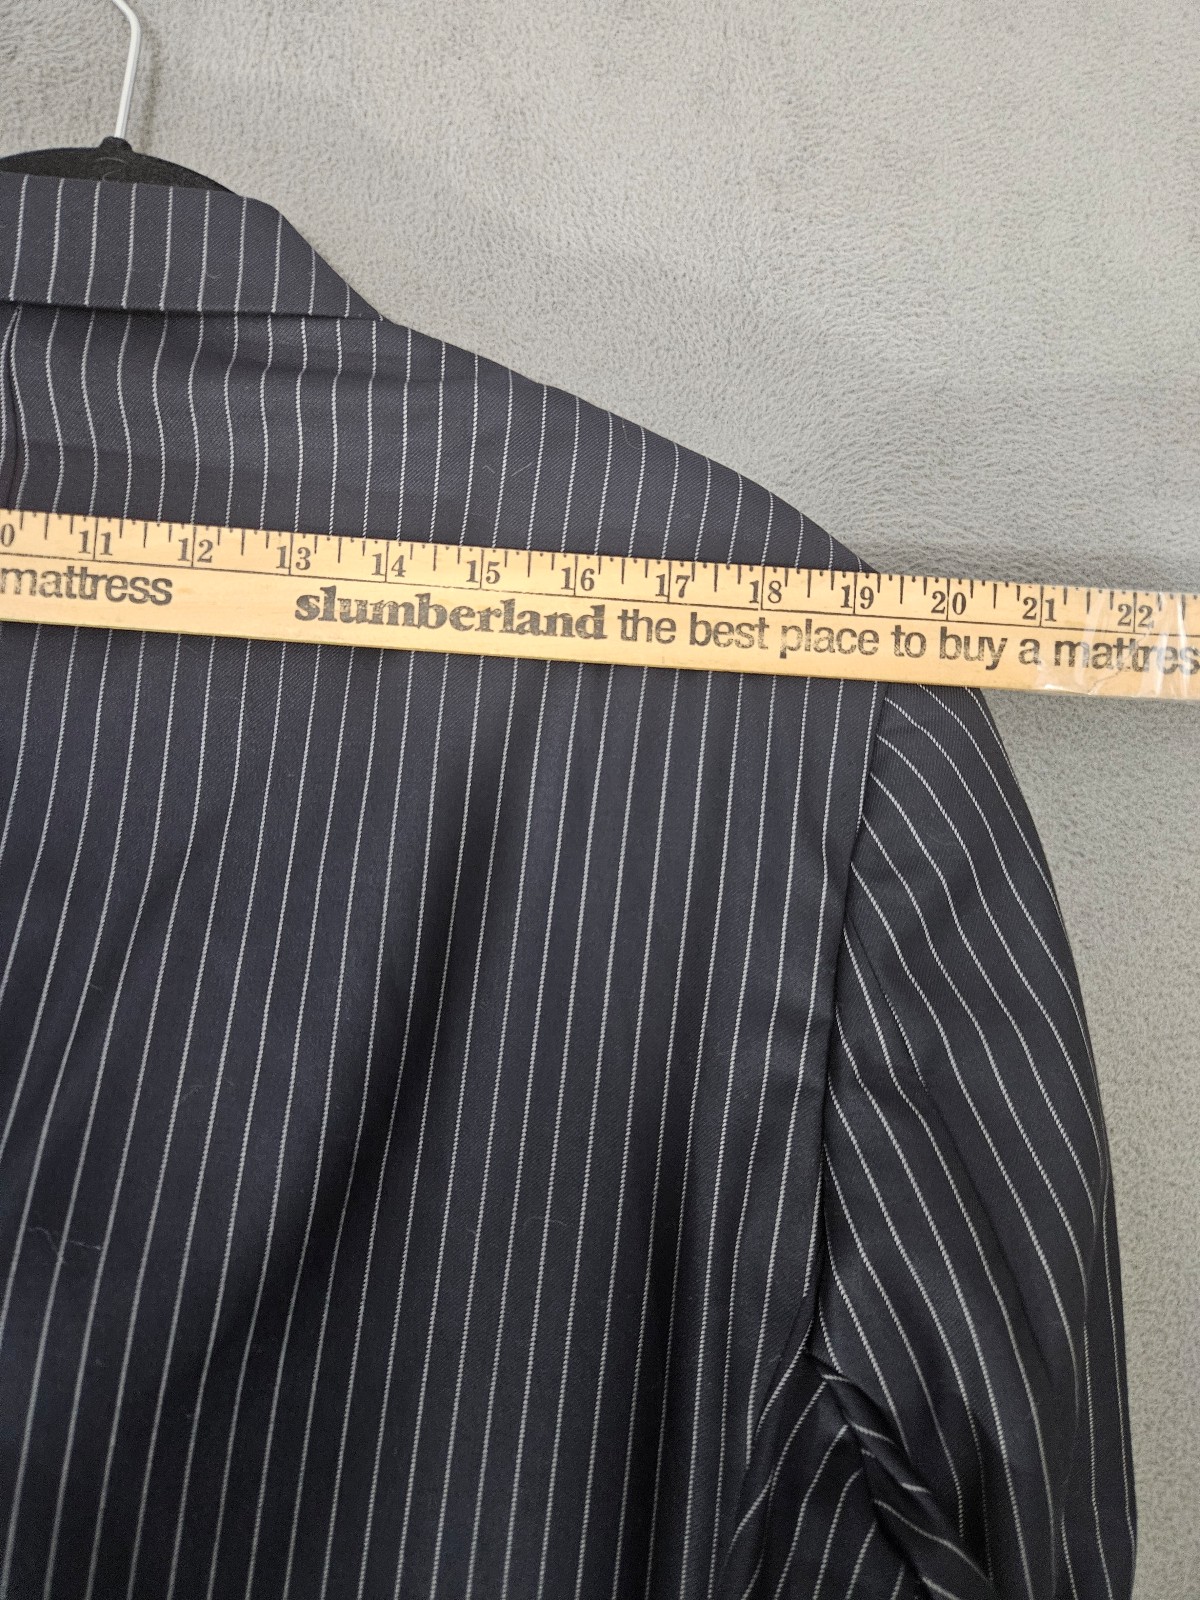 0 11 12 13 14 15 16 17 18 19 20 21 22
mattress slumberland the best place to buy a mattres